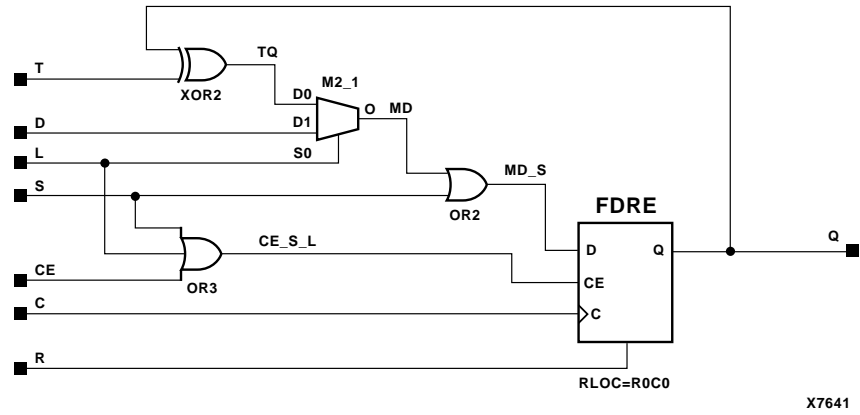 T
TQ
XOR2
M2_1
D0
O
MD
D
D1
L
S0
S
MD_S
OR2
FDRE
CE_S_L
D
Q
Q
CE
OR3
CE
C
C
R
RLOC=R0C0
X7641